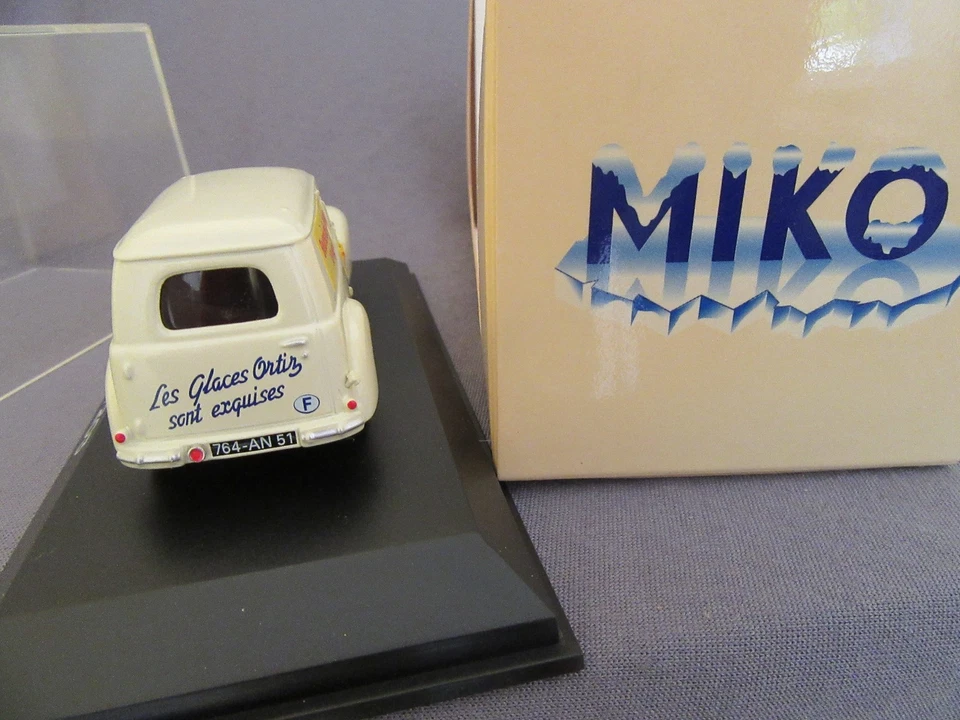 MIKO
Les Glaces Ortiz
sont exquises
F
764-AN 51